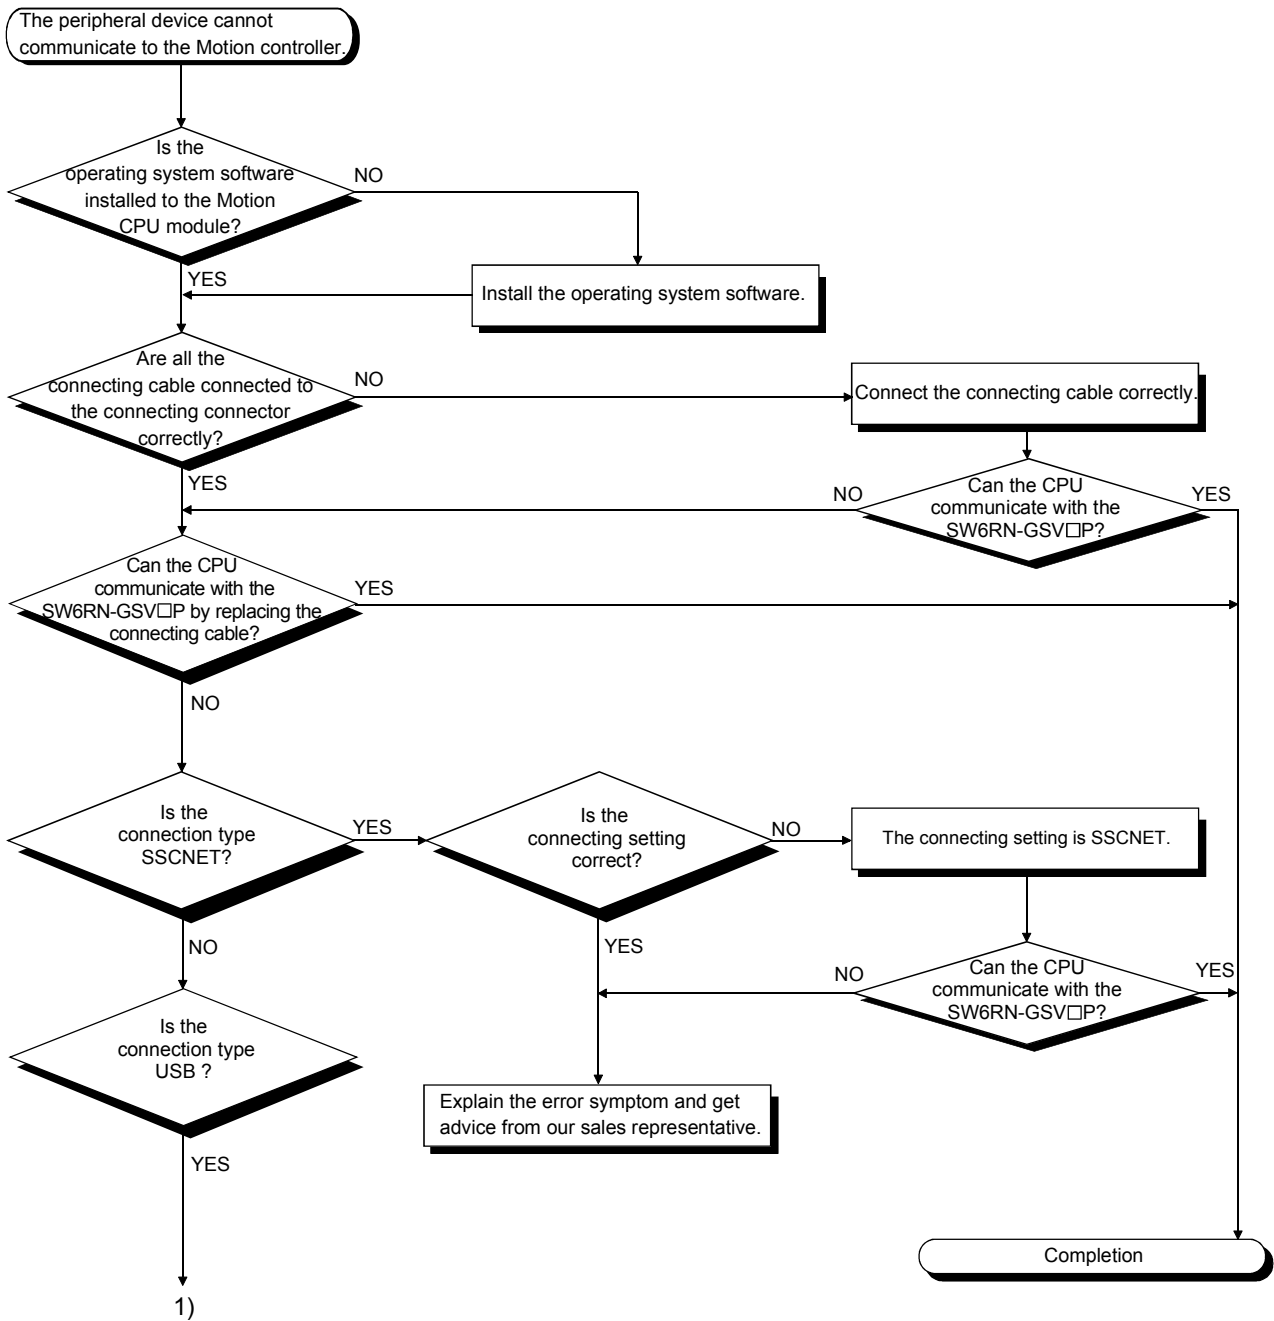 The peripheral device cannot
communicate to the Motion controller.
Is the
operating system software
installed to the Motion
CPU module?
NO
YES
Install the operating system software.
Are all the
connecting cable connected to
the connecting connector
correctly?
NO
Connect the connecting cable correctly.
YES
NO
Can the CPU
communicate with the
SW6RN-GSV□P?
YES
Can the CPU
communicate with the
SW6RN-GSV□P by replacing the
connecting cable?
YES
NO
Is the
connection type
SSCNET?
YES
Is the
connecting setting
correct?
NO
The connecting setting is SSCNET.
NO
YES
NO
Can the CPU
communicate with the
SW6RN-GSV□P?
YES
Is the
connection type
USB ?
Explain the error symptom and get
advice from our sales representative.
YES
Completion
1)